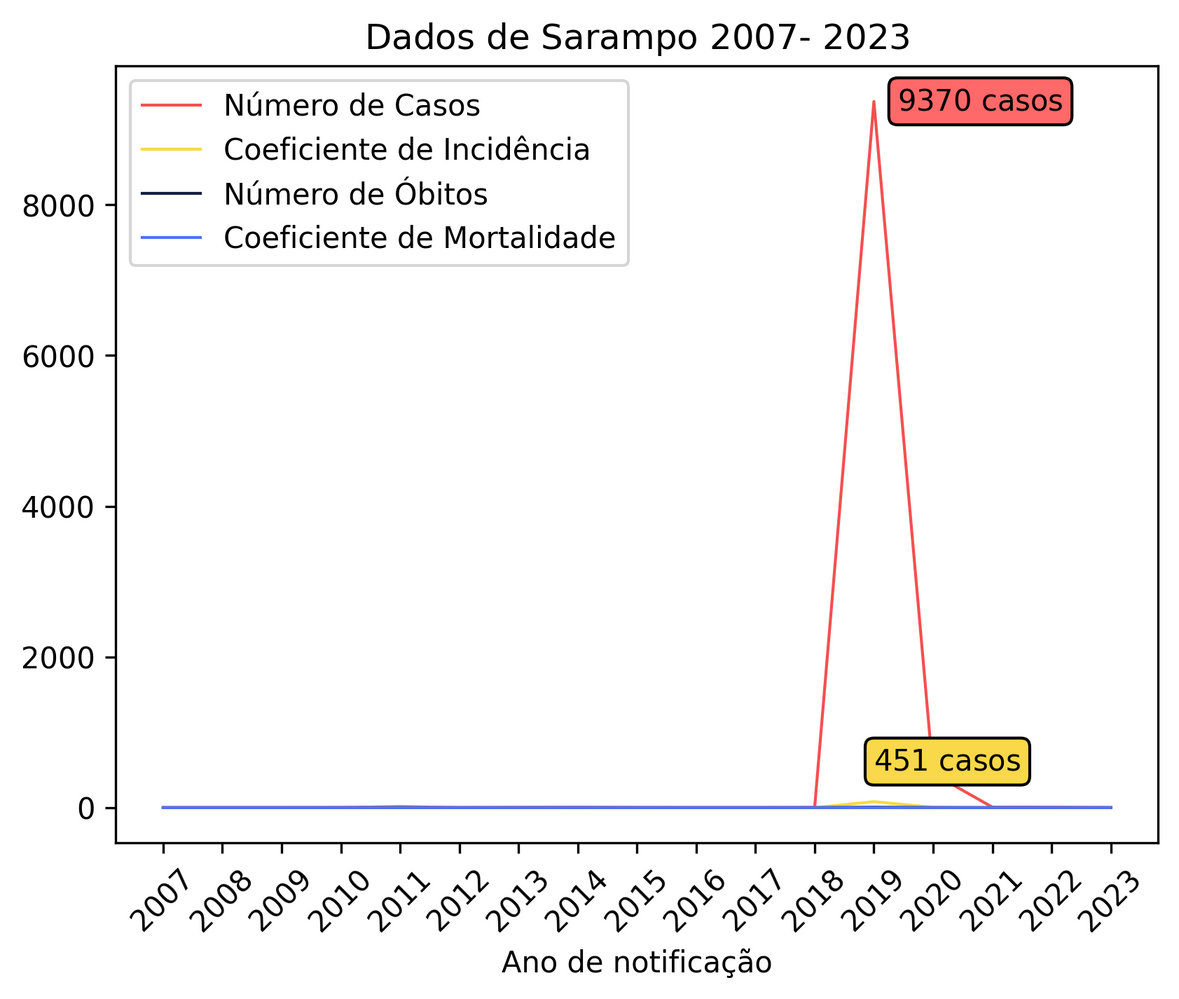 Dados de Sarampo 2007- 2023
Número de Casos
Coeficiente de Incidência
Número de Óbitos
Coeficiente de Mortalidade
9370 casos
451 casos
8000
6000
4000
2000
0
2007 2008 2009 2010 2011 2012 2013 2014 2015 2016 2017 2018 2019 2020 2021 2022 2023
Ano de notificação